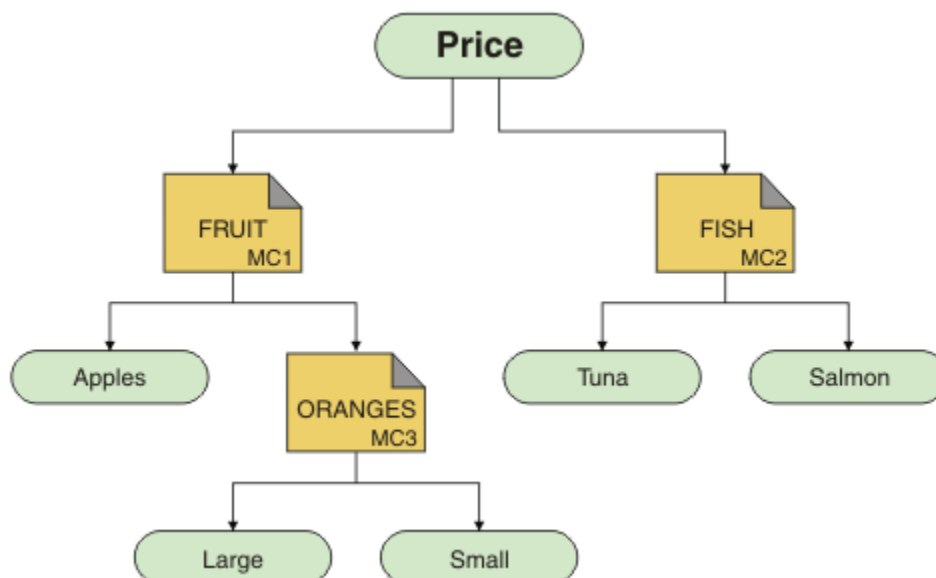 Price
FRUIT
MC1
FISH
MC2
Apples
ORANGES
MC3
Tuna
Salmon
Large
Small